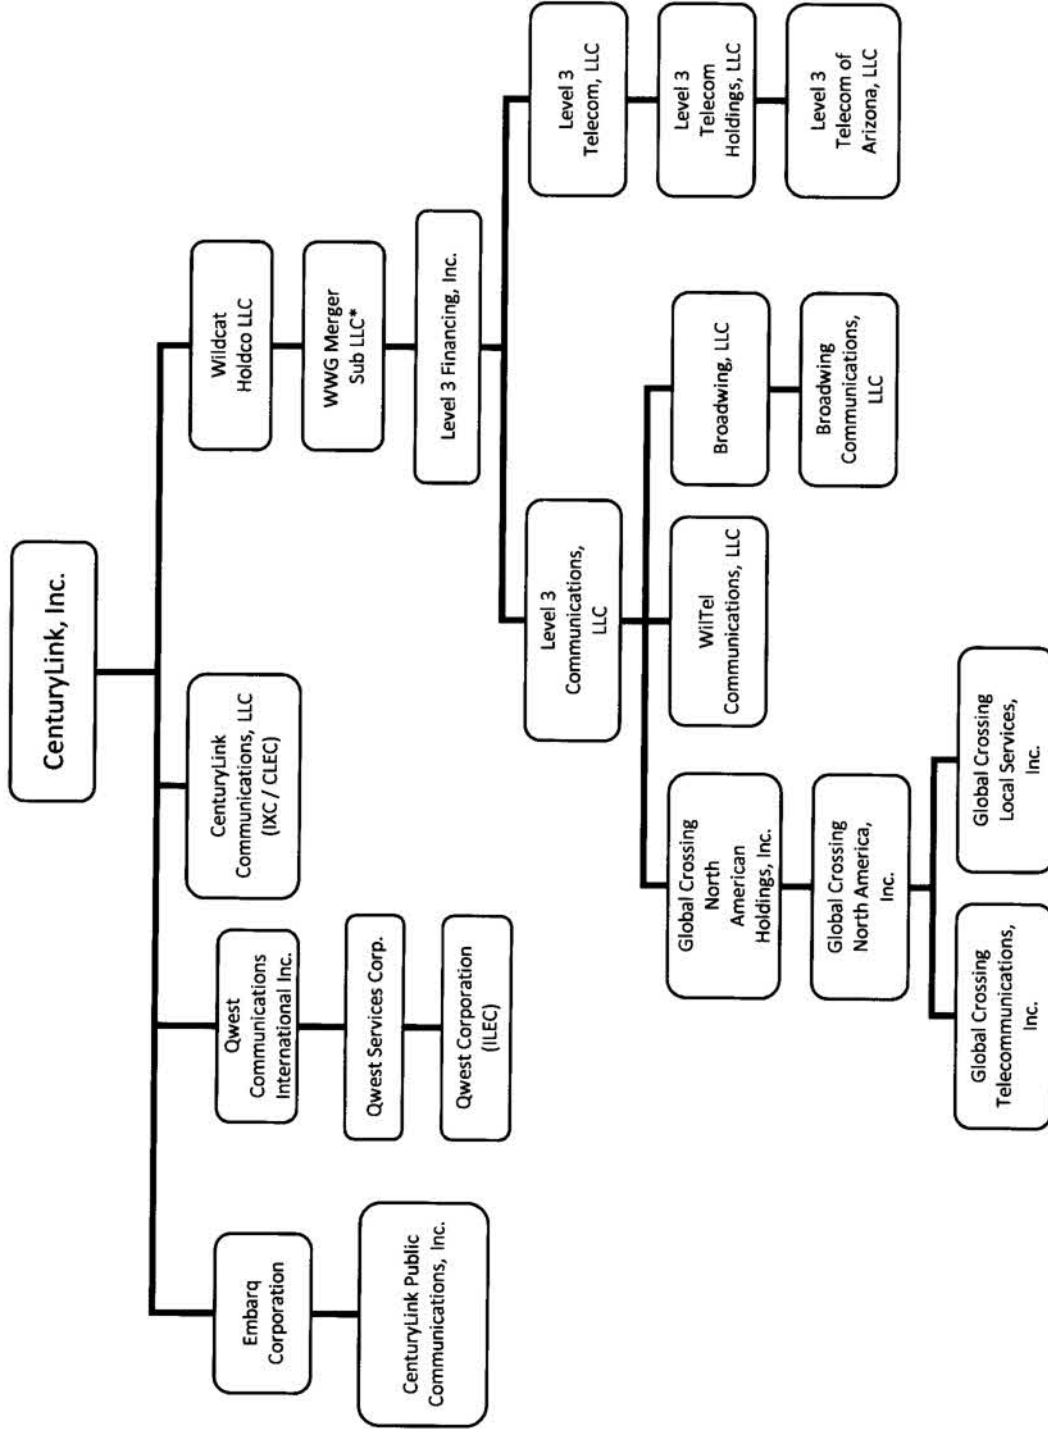 CenturyLink, Inc.
Embarq
Corporation
CenturyLink Public
Communications, Inc.
Qwest
Communications
International Inc.
Qwest Services Corp.
Qwest Corporation
(ILEC)
CenturyLink
Communications, LLC
(IXC / CLEC)
Wildcat
Holdco LLC
WWG Merger
Sub LLC*
Level 3 Financing, Inc.
Level 3
Communications,
LLC
Global Crossing
North
American
Holdings, Inc.
Global Crossing
North America,
Inc.
Global Crossing
Telecommunications,
Inc.
Global Crossing
Local Services,
Inc.
WilTel
Communications, LLC
Broadwing, LLC
Broadwing
Communications,
LLC
Level 3
Telecom, LLC
Level 3
Telecom
Holdings, LLC
Level 3
Telecom of
Arizona, LLC